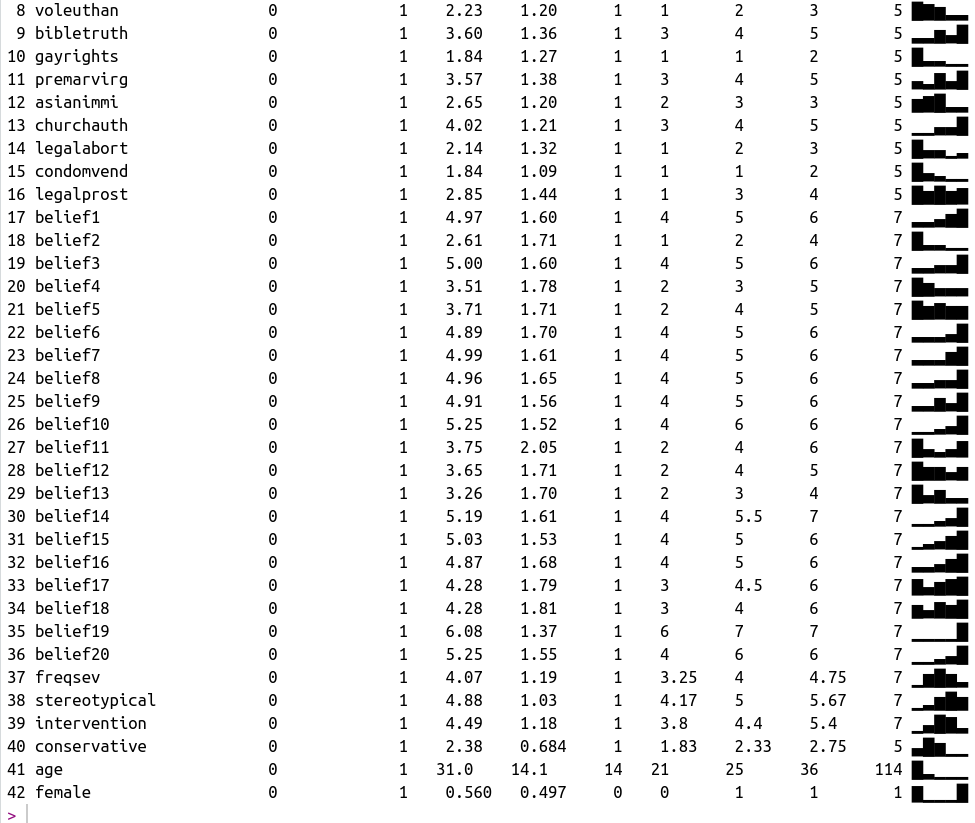 8 voleuthan 0 1 2.23 1.20 1 1 2 3 5 █▇▅▂▂
9 bibletruth 0 1 3.60 1.36 1 3 4 5 5 ▂▂▅▃▇
10 gayrights 0 1 1.84 1.27 1 1 1 2 5 ▇▂▂▁▁
11 premarvirg 0 1 3.57 1.38 1 3 4 5 5 ▃▂▆▃▇
12 asianimmi 0 1 2.65 1.20 1 2 3 3 5 ▅▆▇▂▂
13 churchauth 0 1 4.02 1.21 1 3 4 5 5 ▁▁▃▃▇
14 legalabort 0 1 2.14 1.32 1 1 2 3 5 ▇▃▃▁▂
15 condomvend 0 1 1.84 1.09 1 1 1 2 5 ▇▃▂▁▁
16 legalprost 0 1 2.85 1.44 1 1 3 4 5 ▇▅▇▅▆
17 belief1 0 1 4.97 1.60 1 4 5 6 7 ▂▂▃▆▇
18 belief2 0 1 2.61 1.71 1 1 2 4 7 ▇▂▂▁▁
19 belief3 0 1 5.00 1.60 1 4 5 6 7 ▂▂▃▃▇
20 belief4 0 1 3.51 1.78 1 2 3 5 7 ▇▅▃▃▃
21 belief5 0 1 3.71 1.71 1 2 4 5 7 ▇▅▆▅▅
22 belief6 0 1 4.89 1.70 1 4 5 6 7 ▂▂▂▃▇
23 belief7 0 1 4.99 1.61 1 4 5 6 7 ▂▂▂▆▇
24 belief8 0 1 4.96 1.65 1 4 5 6 7 ▂▂▃▃▇
25 belief9 0 1 4.91 1.56 1 4 5 6 7 ▂▂▅▃▇
26 belief10 0 1 5.25 1.52 1 4 6 6 7 ▁▁▂▃▇
27 belief11 0 1 3.75 2.05 1 2 4 6 7 ▇▃▂▃▆
28 belief12 0 1 3.65 1.71 1 2 4 5 7 ▇▆▆▃▅
29 belief13 0 1 3.26 1.70 1 2 3 4 7 ▇▃▅▂▂
30 belief14 0 1 5.19 1.61 1 4 5.5 7 7 ▁▁▂▃▇
31 belief15 0 1 5.03 1.53 1 4 5 6 7 ▁▂▃▅▇
32 belief16 0 1 4.87 1.68 1 4 5 6 7 ▂▂▃▅▇
33 belief17 0 1 4.28 1.79 1 3 4.5 6 7 ▆▃▅▆▇
34 belief18 0 1 4.28 1.81 1 3 4 6 7 ▅▃▆▅▇
35 belief19 0 1 6.08 1.37 1 6 7 7 7 ▁▁▁▁▇
36 belief20 0 1 5.25 1.55 1 4 6 6 7 ▁▁▂▃▇
37 freqsev 0 1 4.07 1.19 1 3.25 4 4.75 7 ▁▅▇▅▂
38 stereotypical 0 1 4.88 1.03 1 4.17 5 5.67 7 ▁▂▅▇▅
39 intervention 0 1 4.49 1.18 1 3.8 4.4 5.4 7 ▁▃▇▆▂
40 conservative 0 1 2.38 0.684 1 1.83 2.33 2.75 5 ▃▇▅▁▁
41 age 0 1 31.0 14.1 14 21 25 36 114 ▇▂▁▁▁
42 female 0 1 0.560 0.497 0 0 1 1 1 ▆▁▁▁▇
>